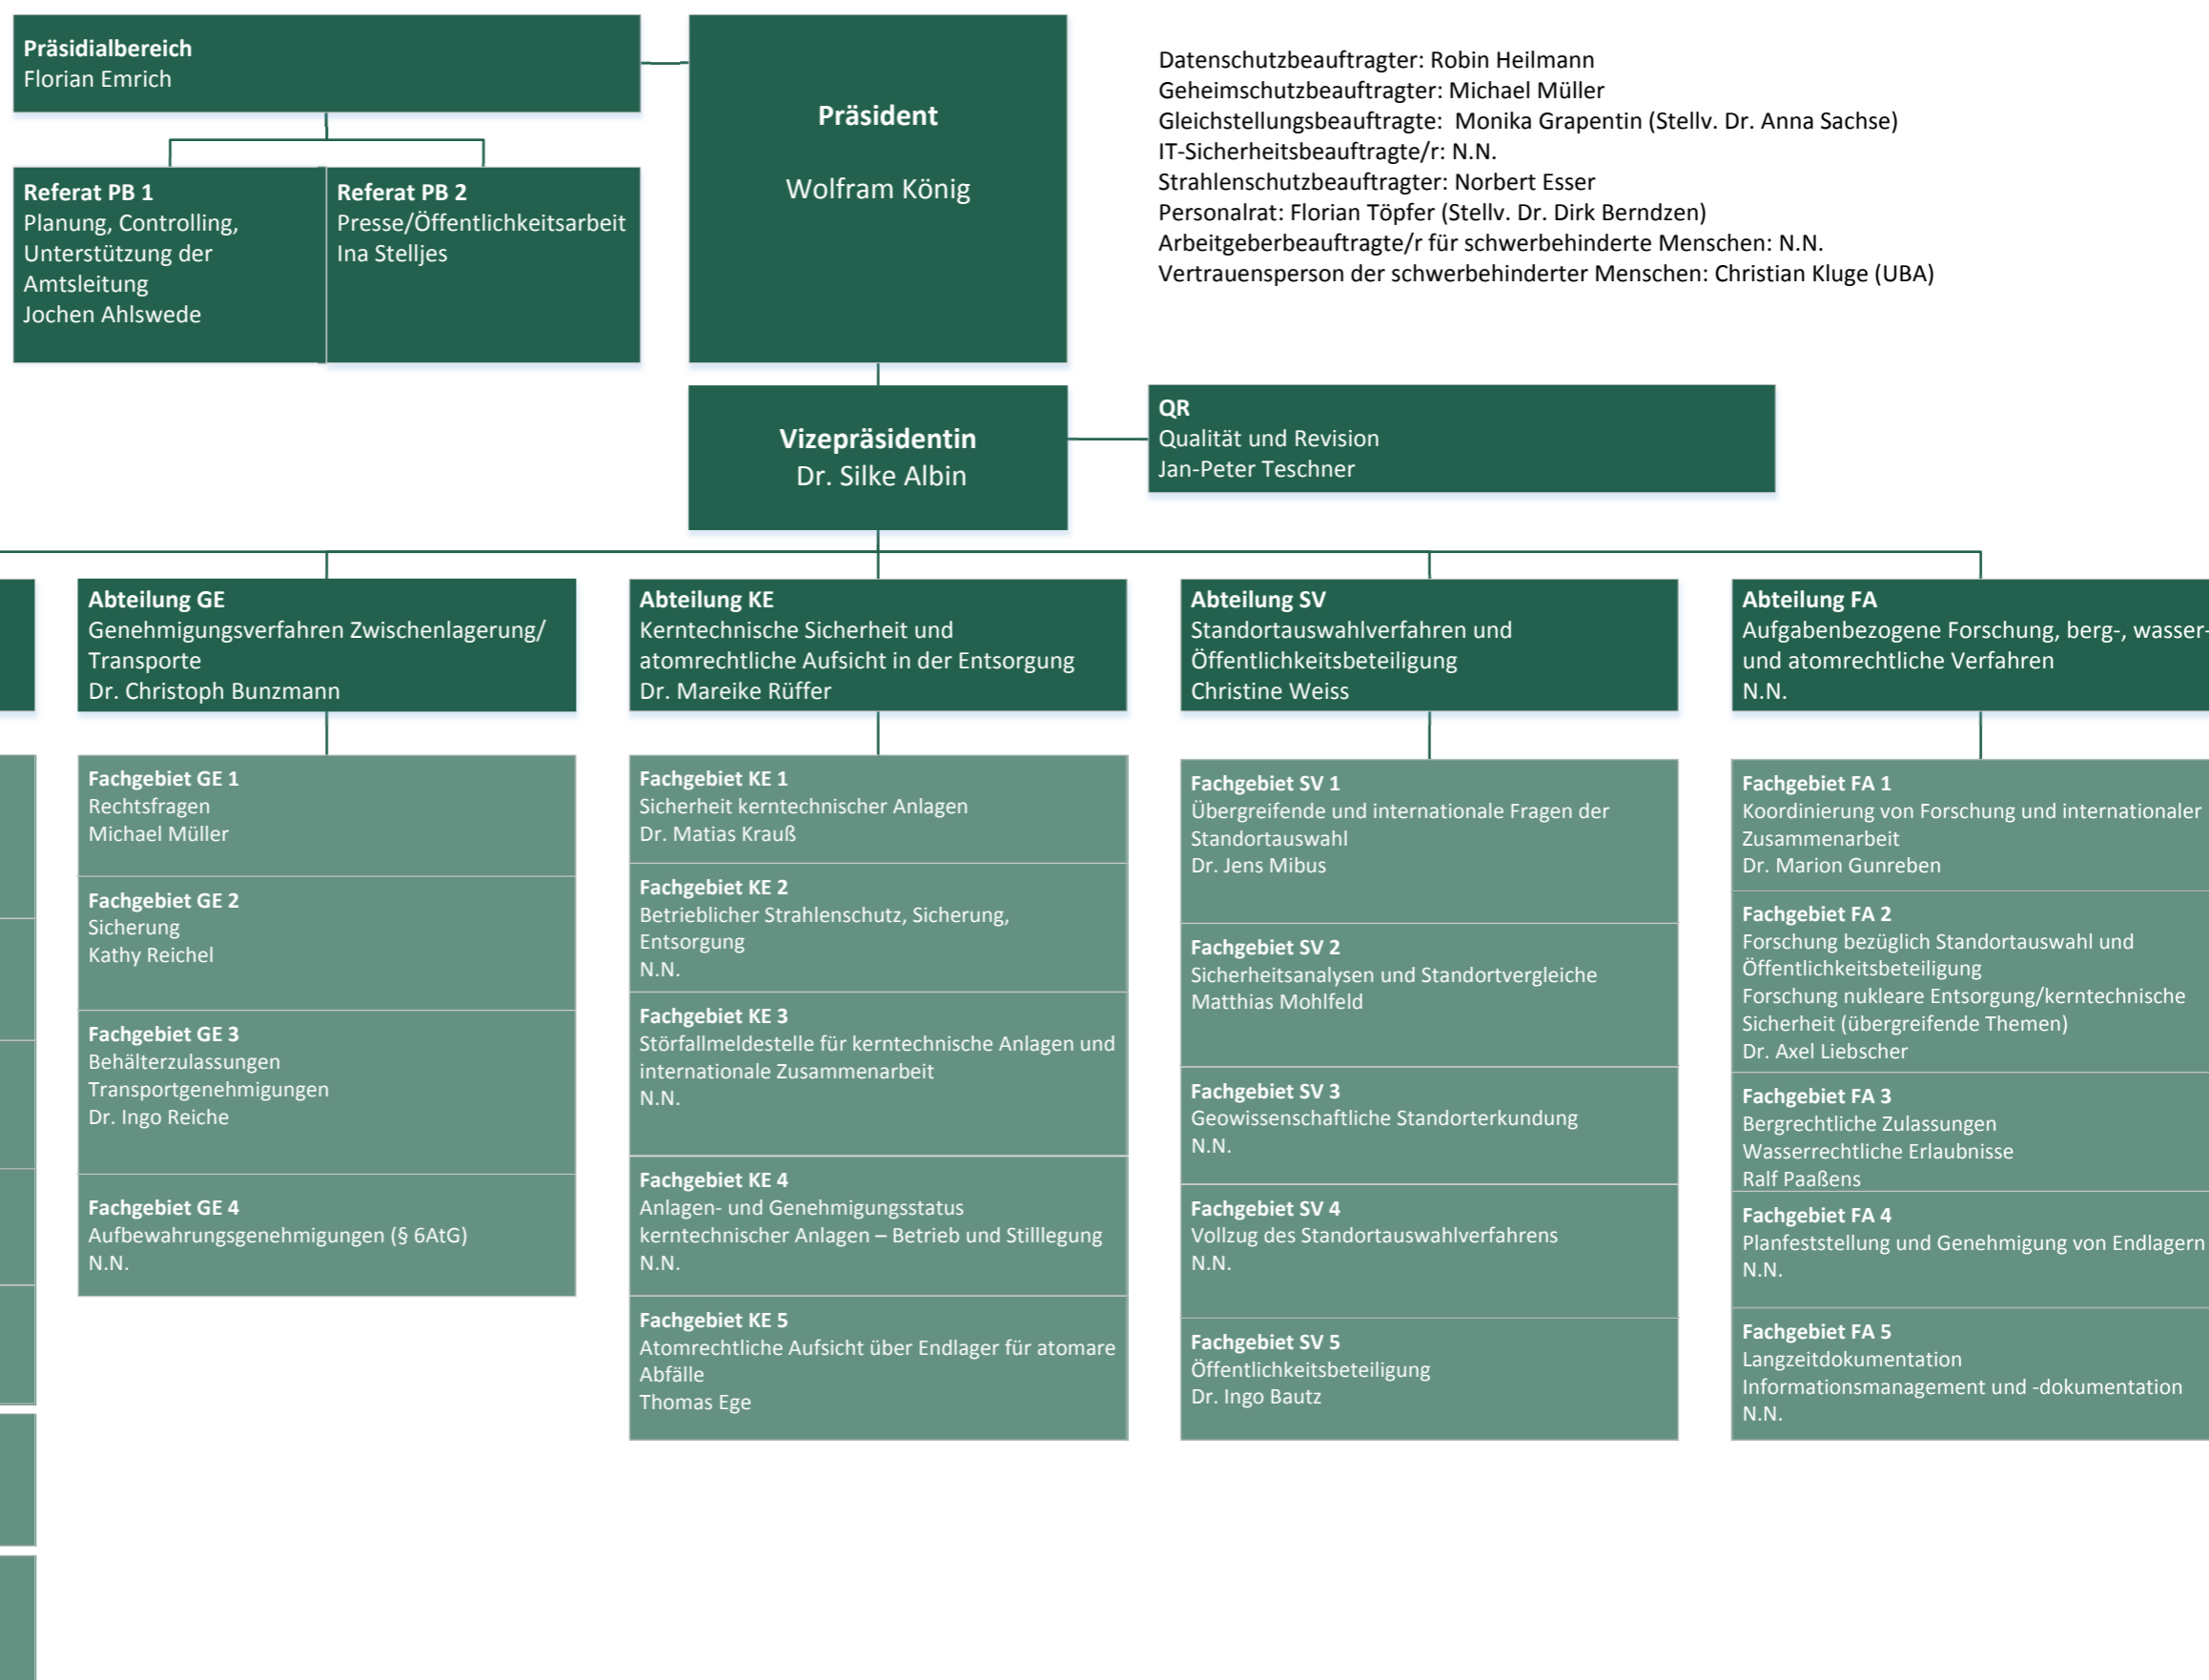 Präsidialbereich
Florian Emrich
Referat PB 1
Planung, Controlling,
Unterstützung der
Amtsleitung
Jochen Ahlswede
Referat PB 2
Presse/Öffentlichkeitsarbeit
Ina Stelljes
Präsident
Wolfram König
Datenschutzbeauftragter: Robin Heilmann
Geheimschutzbeauftragter: Michael Müller
Gleichstellungsbeauftragte: Monika Grapentin (Stellv. Dr. Anna Sachse)
IT-Sicherheitsbeauftragte/r: N.N.
Strahlenschutzbeauftragter: Norbert Esser
Personalrat: Florian Töpfer (Stellv. Dr. Dirk Berndzen)
Arbeitgeberbeauftragte/r für schwerbehinderte Menschen: N.N.
Vertrauensperson der schwerbehinderter Menschen: Christian Kluge (UBA)
Vizepräsidentin
Dr. Silke Albin
QR
Qualität und Revision
Jan-Peter Teschner
Abteilung GE
Genehmigungsverfahren Zwischenlagerung/
Transporte
Dr. Christoph Bunzmann
Fachgebiet GE 1
Rechtsfragen
Michael Müller
Fachgebiet GE 2
Sicherung
Kathy Reichel
Fachgebiet GE 3
Behälterzulassungen
Transportgenehmigungen
Dr. Ingo Reiche
Fachgebiet GE 4
Aufbewahrungsgenehmigungen (§ 6AtG)
N.N.
Abteilung KE
Kerntechnische Sicherheit und
atomrechtliche Aufsicht in der Entsorgung
Dr. Mareike Rüffer
Fachgebiet KE 1
Sicherheit kerntechnischer Anlagen
Dr. Matias Krauß
Fachgebiet KE 2
Betrieblicher Strahlenschutz, Sicherung,
Entsorgung
N.N.
Fachgebiet KE 3
Störfallmeldestelle für kerntechnische Anlagen und
internationale Zusammenarbeit
N.N.
Fachgebiet KE 4
Anlagen- und Genehmigungsstatus
kerntechnischer Anlagen – Betrieb und Stilllegung
N.N.
Fachgebiet KE 5
Atomrechtliche Aufsicht über Endlager für atomare
Abfälle
Thomas Ege
Abteilung SV
Standortauswahlverfahren und
Öffentlichkeitsbeteiligung
Christine Weiss
Fachgebiet SV 1
Übergreifende und internationale Fragen der
Standortauswahl
Dr. Jens Mibus
Fachgebiet SV 2
Sicherheitsanalysen und Standortvergleiche
Matthias Mohlfeld
Fachgebiet SV 3
Geowissenschaftliche Standorterkundung
N.N.
Fachgebiet SV 4
Vollzug des Standortauswahlverfahrens
N.N.
Fachgebiet SV 5
Öffentlichkeitsbeteiligung
Dr. Ingo Bautz
Abteilung FA
Aufgabenbezogene Forschung, berg-, wasser-
und atomrechtliche Verfahren
N.N.
Fachgebiet FA 1
Koordinierung von Forschung und internationaler
Zusammenarbeit
Dr. Marion Gunreben
Fachgebiet FA 2
Forschung bezüglich Standortauswahl und
Öffentlichkeitsbeteiligung
Forschung nukleare Entsorgung/kerntechnische
Sicherheit (übergreifende Themen)
Dr. Axel Liebscher
Fachgebiet FA 3
Bergrechtliche Zulassungen
Wasserrechtliche Erlaubnisse
Ralf Paaßens
Fachgebiet FA 4
Planfeststellung und Genehmigung von Endlagern
N.N.
Fachgebiet FA 5
Langzeitdokumentation
Informationsmanagement und -dokumentation
N.N.